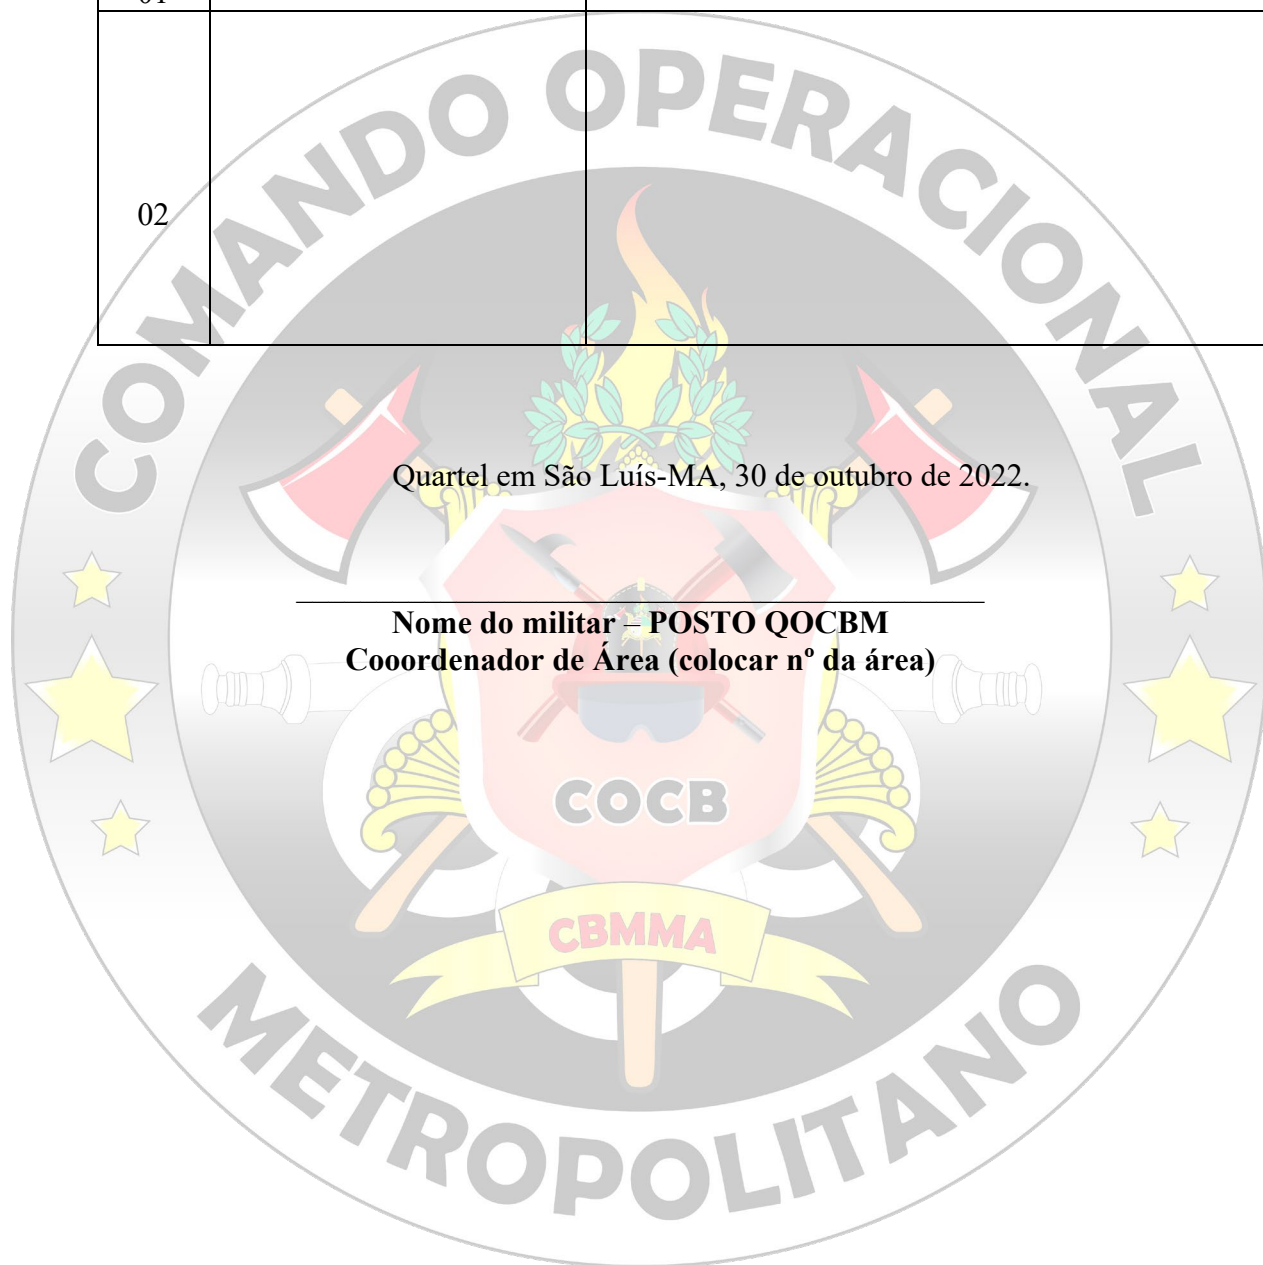 01
COMANDO OPERACIONAL
02
Quartel em São Luís-MA, 30 de outubro de 2022.
Nome do militar – POSTO QOCBM
Cooordenador de Área (colocar nº da área)
COCB
CBMMA
METROPOLITANO